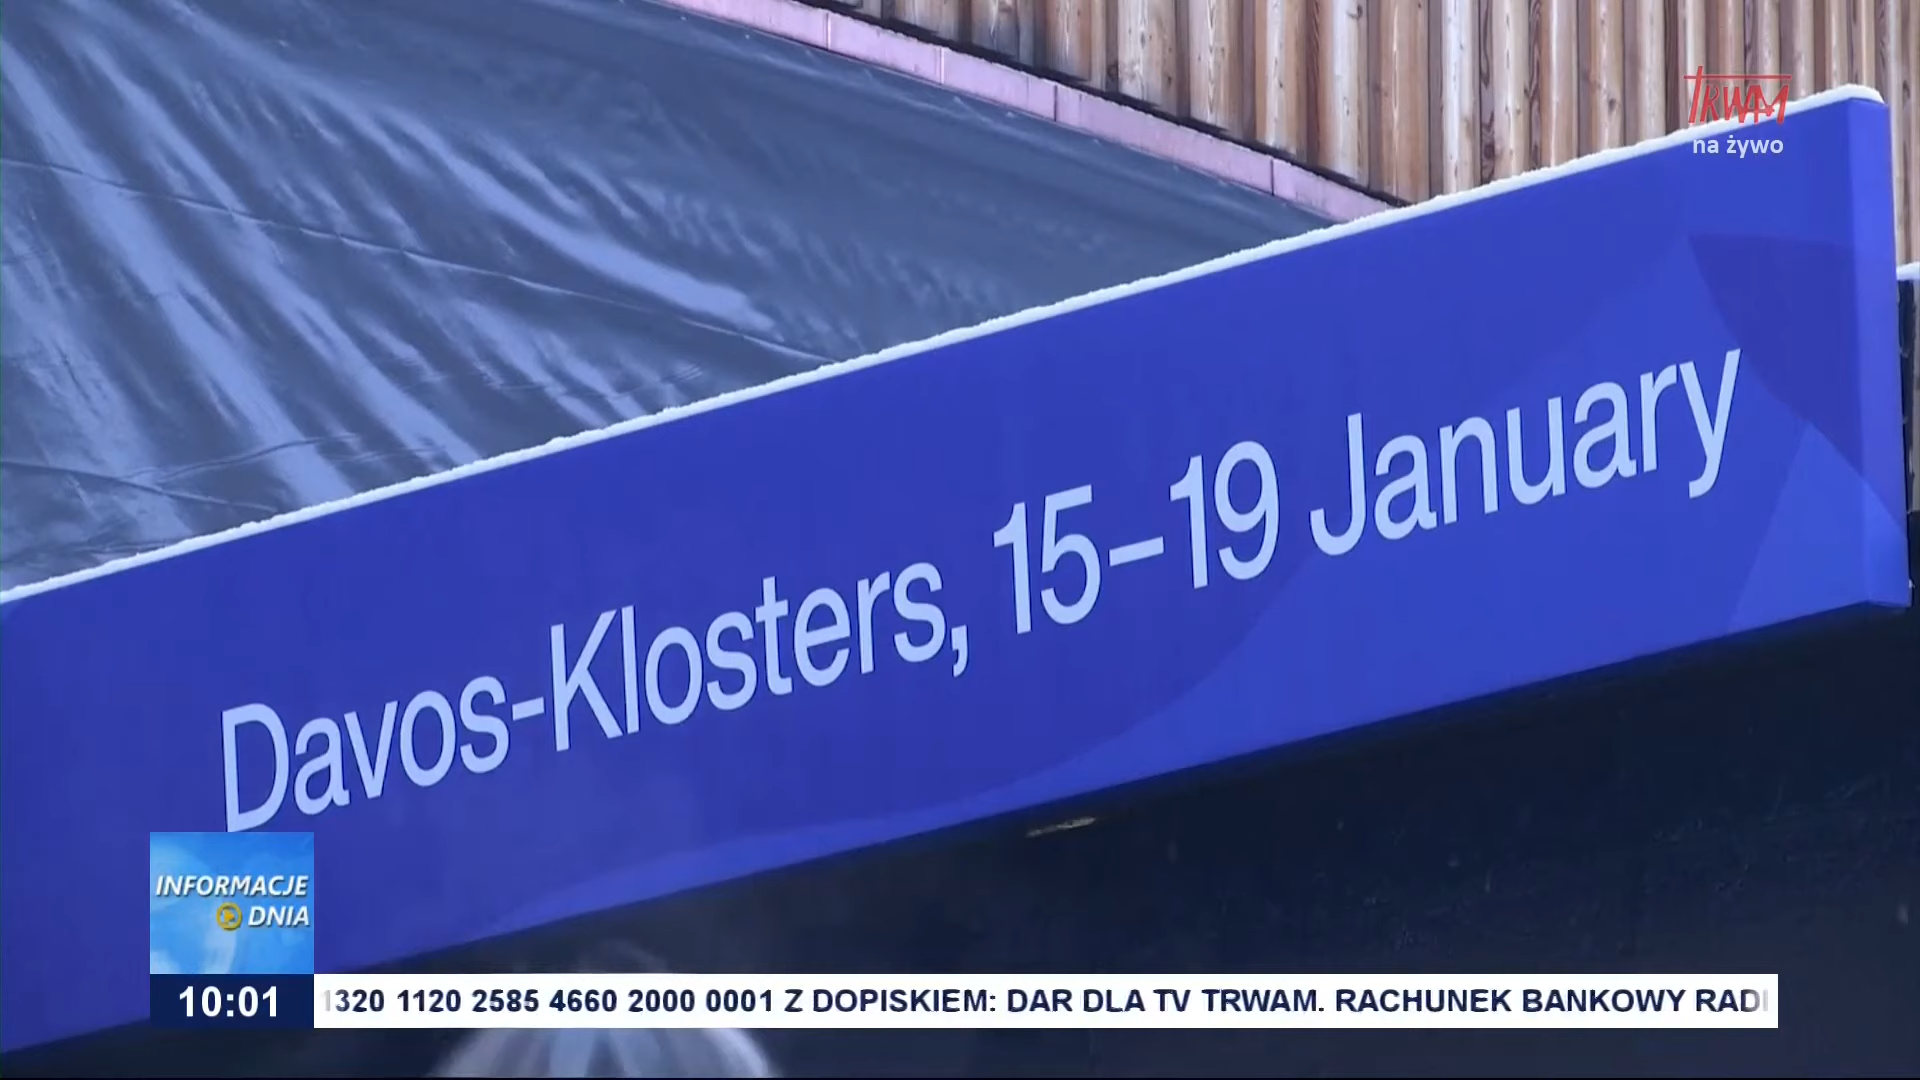 TRWAM
na żywo
Davos-Klosters, 15–19 January
INFORMACJE
DNIA
10:01
1320 1120 2585 4660 2000 0001 Z DOPISKIEM: DAR DLA TV TRWAM. RACHUNEK BANKOWY RADI